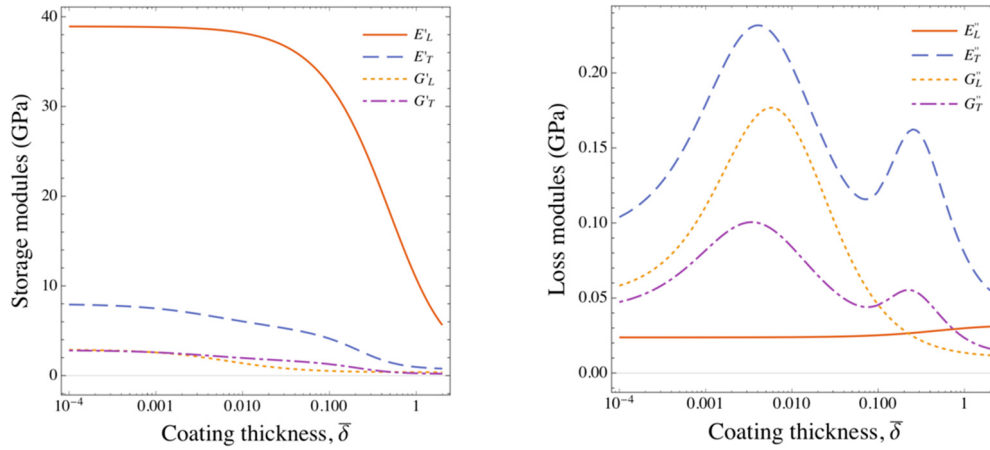 Storage modules (GPa)
40
30
20
10
0
E'L
E'T
G'L
G'T
10⁻⁴
0.001
0.010
0.100
1
Coating thickness, δ̅
Loss modules (GPa)
0.20
0.15
0.10
0.05
0.00
E''L
E''T
G''L
G''T
10⁻⁴
0.001
0.010
0.100
1
Coating thickness, δ̅